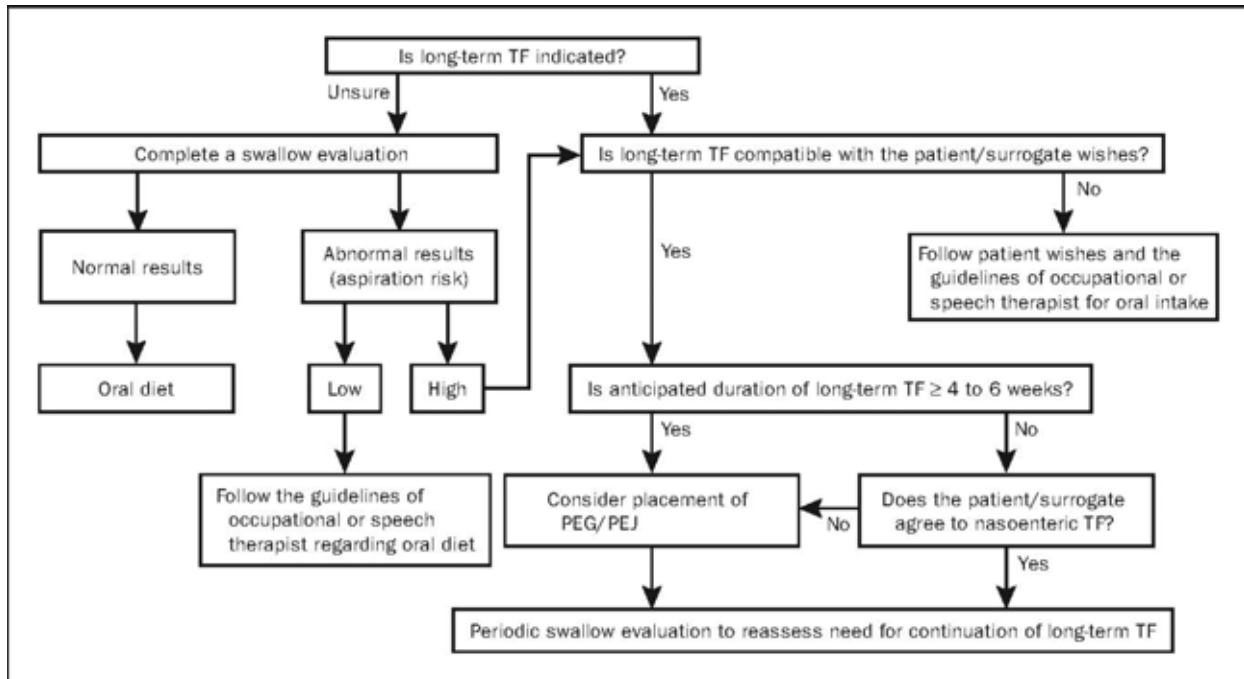 Is long-term TF indicated?
Unsure
Yes
Complete a swallow evaluation
Is long-term TF compatible with the patient/surrogate wishes?
No
Normal results
Abnormal results
(aspiration risk)
Yes
Follow patient wishes and the
guidelines of occupational or
speech therapist for oral intake
Oral diet
Low
High
Is anticipated duration of long-term TF ≥ 4 to 6 weeks?
Yes
No
Follow the guidelines of
occupational or speech
therapist regarding oral diet
Consider placement of
PEG/PEJ
No
Does the patient/surrogate
agree to nasoenteric TF?
Yes
Periodic swallow evaluation to reassess need for continuation of long-term TF